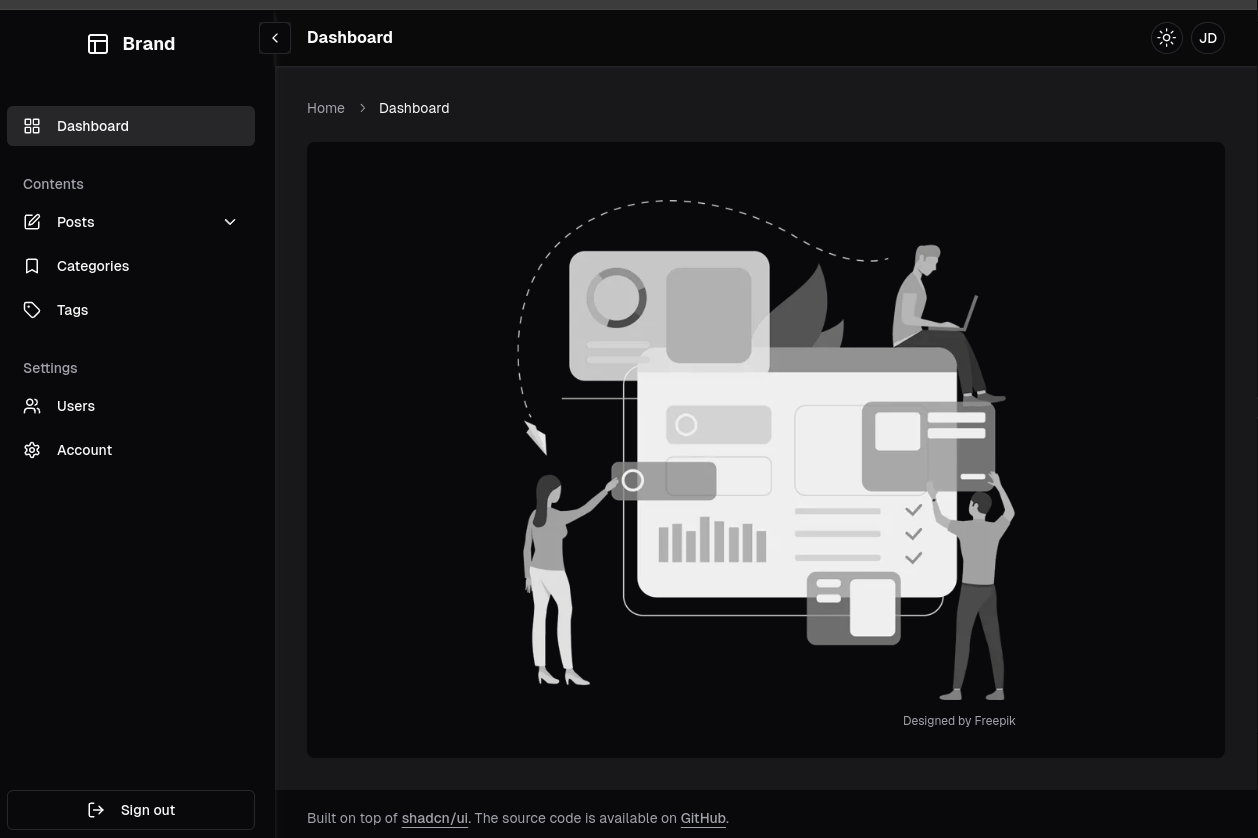 Brand
Dashboard
JD
Home
Dashboard
Dashboard
Contents
Posts
Categories
Tags
Settings
Users
Account
Designed by Freepik
Sign out
Built on top of shadcn/ui. The source code is available on GitHub.